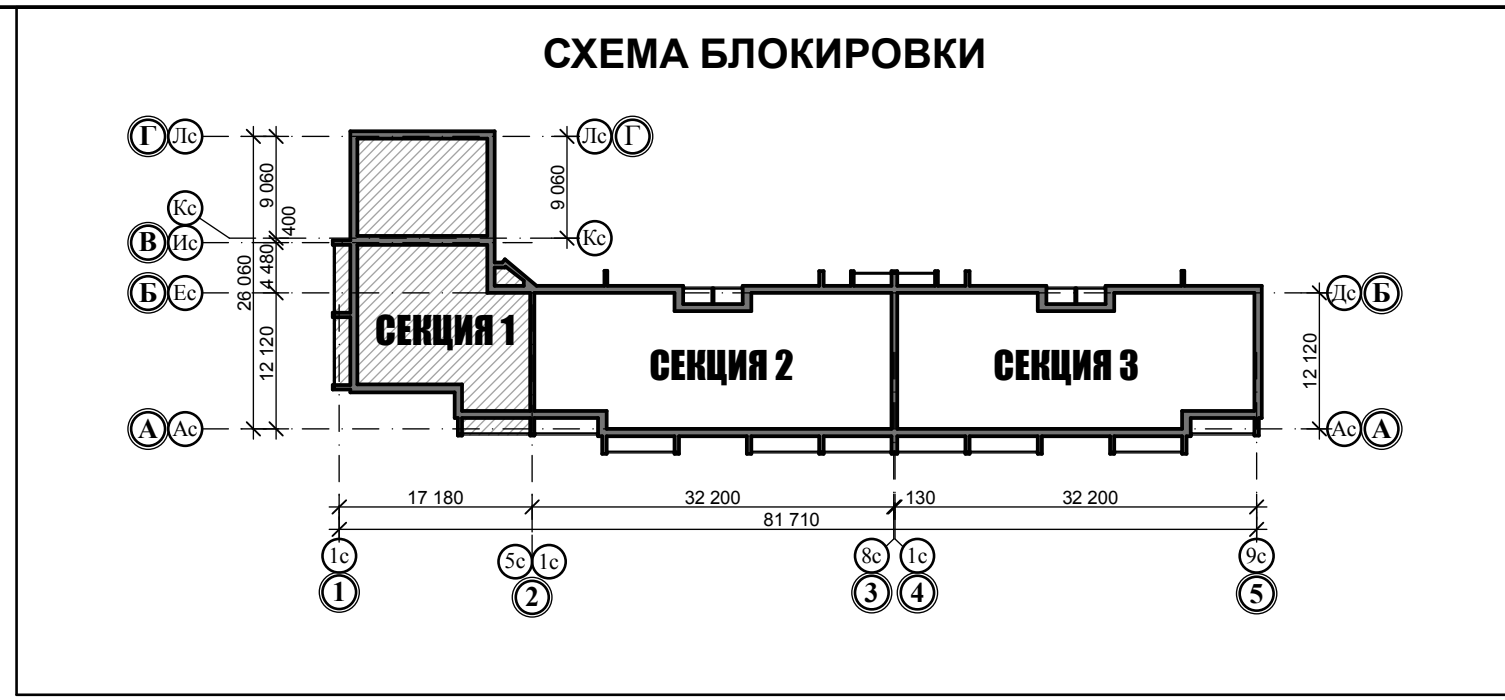 СХЕМА БЛОКИРОВКИ
Г Лс Лс Г
9 060
9 060
Кс
400
Кс
В Ис
4 480
26 060
Б Ес Дс Б
СЕКЦИЯ 1
12 120
12 120
СЕКЦИЯ 2 СЕКЦИЯ 3
А Ас Ас А
17 180 32 200 130 32 200
81 710
1с 5с 1с 8с 1с 9с
1 2 3 4 5